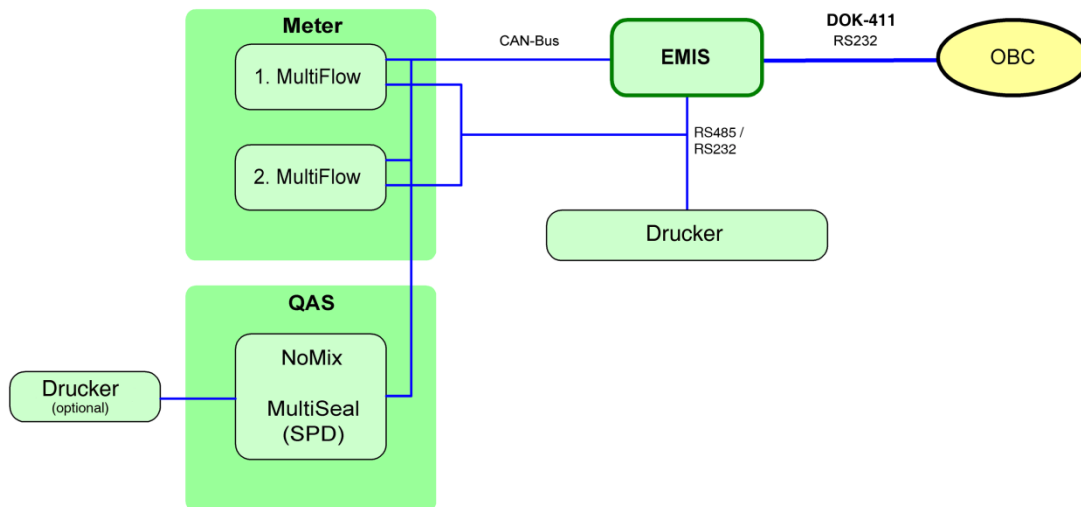 Meter
1. MultiFlow
2. MultiFlow
CAN-Bus
EMIS
DOK-411
RS232
OBC
RS485 /
RS232
Drucker
QAS
NoMix
MultiSeal
(SPD)
Drucker
(optional)